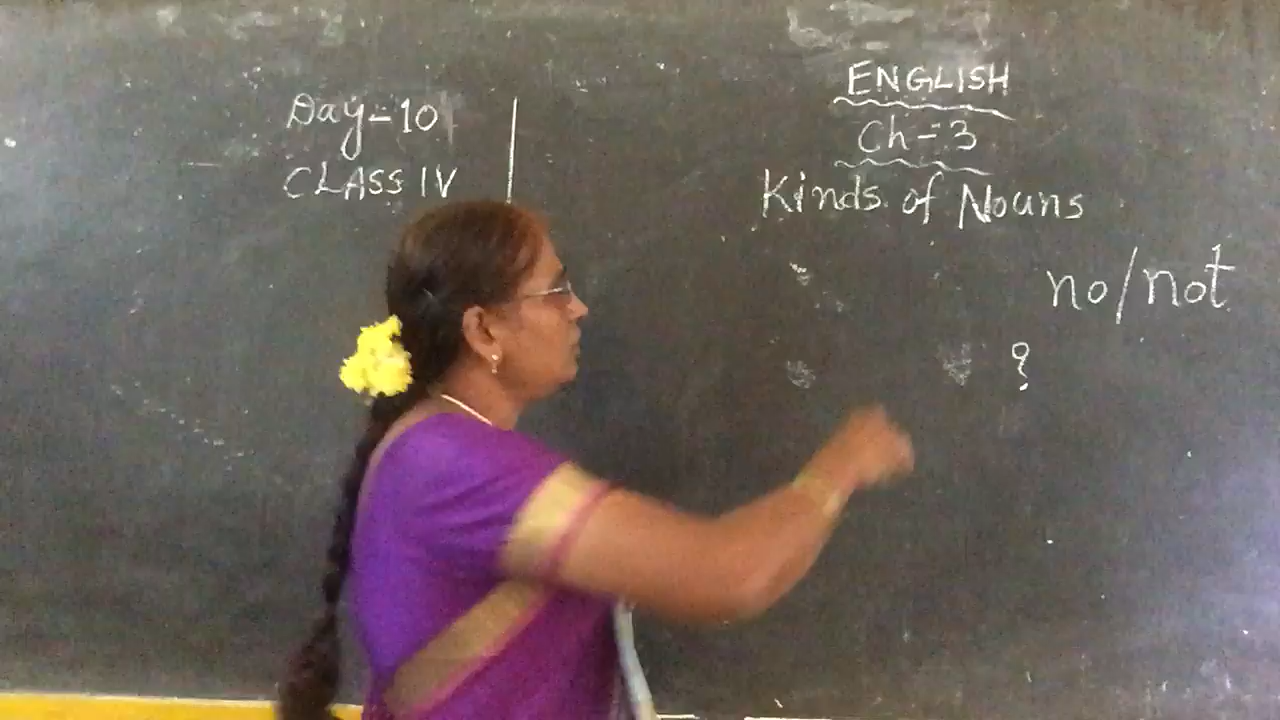 Day=10
CLASS IV
ENGLISH
Ch-3
Kinds of Nouns
no/not
?